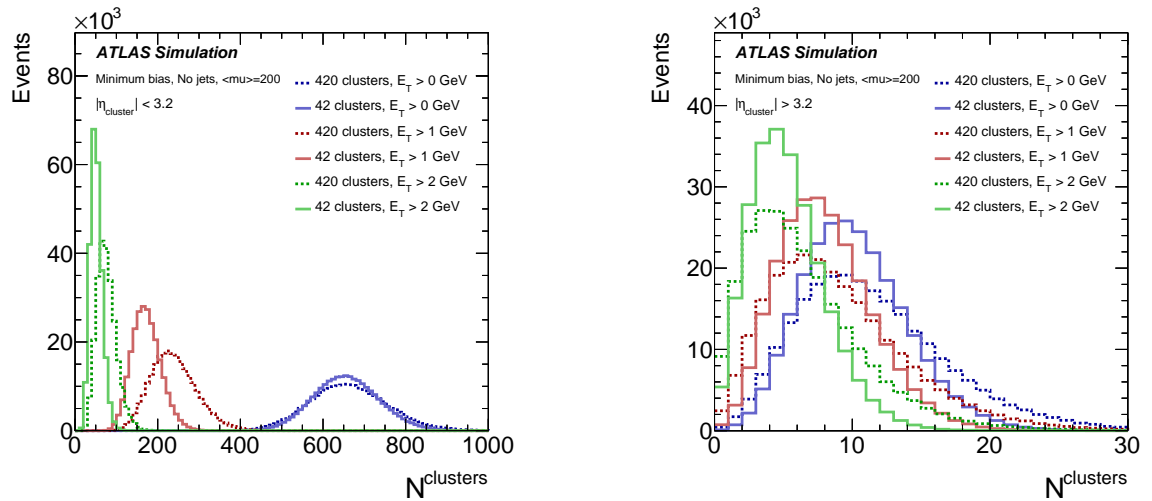 ×10³
Events
ATLAS Simulation
Minimum bias, No jets, <mu>=200
|η_cluster| < 3.2
420 clusters, E_T > 0 GeV
42 clusters, E_T > 0 GeV
420 clusters, E_T > 1 GeV
42 clusters, E_T > 1 GeV
420 clusters, E_T > 2 GeV
42 clusters, E_T > 2 GeV
80
60
40
20
0
0 200 400 600 800 1000
N^clusters
×10³
Events
ATLAS Simulation
Minimum bias, No jets, <mu>=200
|η_cluster| > 3.2
420 clusters, E_T > 0 GeV
42 clusters, E_T > 0 GeV
420 clusters, E_T > 1 GeV
42 clusters, E_T > 1 GeV
420 clusters, E_T > 2 GeV
42 clusters, E_T > 2 GeV
40
30
20
10
0
0 10 20 30
N^clusters